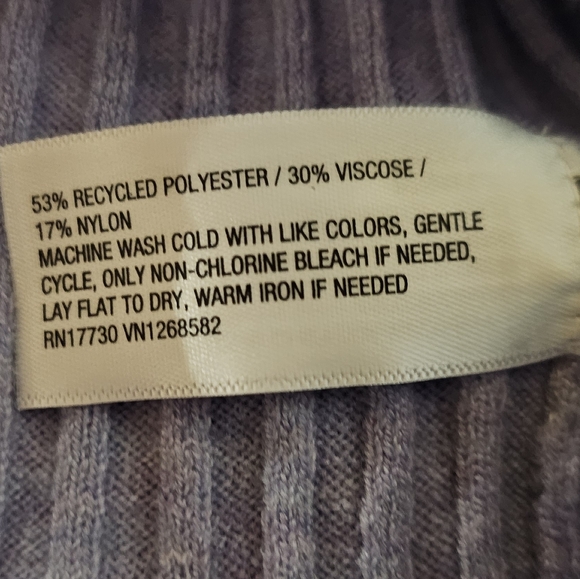 53% RECYCLED POLYESTER / 30% VISCOSE /
17% NYLON
MACHINE WASH COLD WITH LIKE COLORS, GENTLE
CYCLE, ONLY NON-CHLORINE BLEACH IF NEEDED,
LAY FLAT TO DRY, WARM IRON IF NEEDED
RN17730 VN1268582